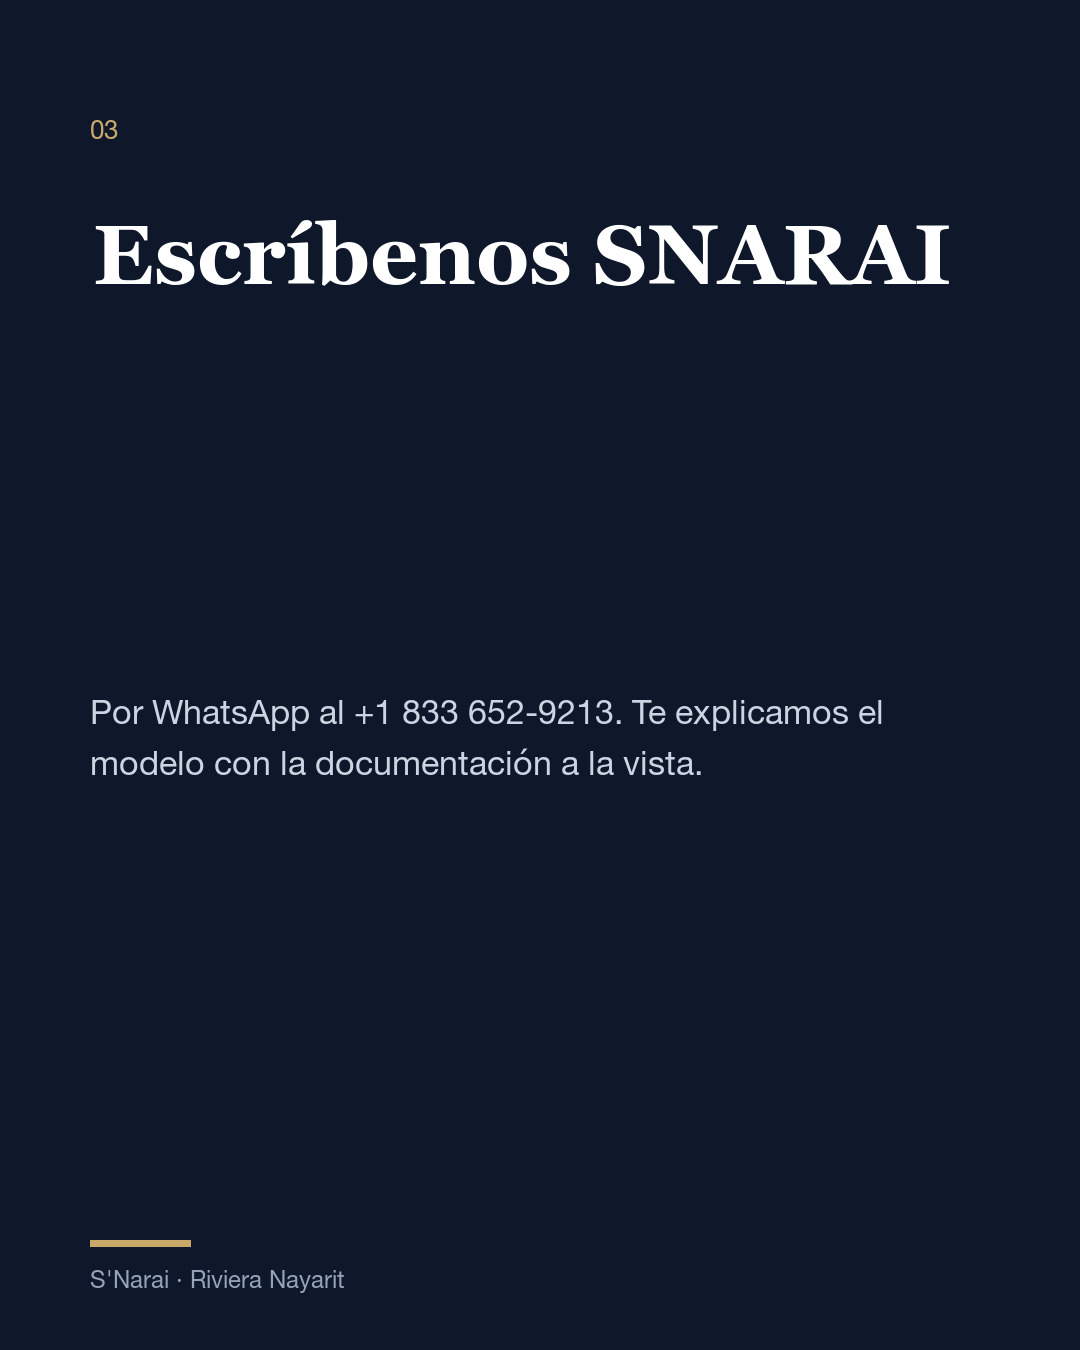 03
Escríbenos SNARAI
Por WhatsApp al +1 833 652-9213. Te explicamos el
modelo con la documentación a la vista.
S'Narai · Riviera Nayarit